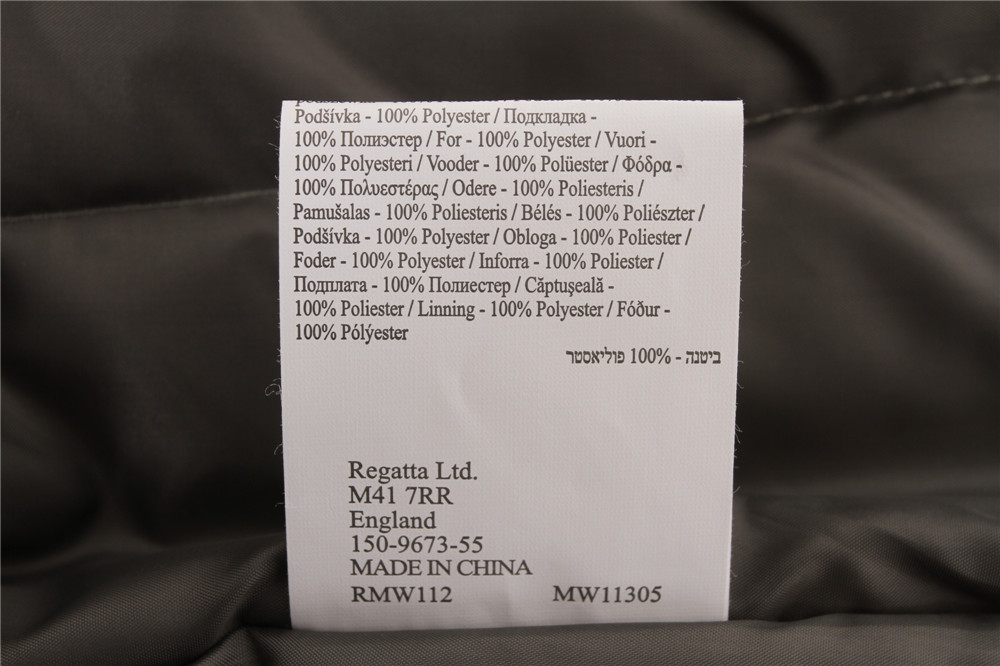 Podšívka - 100% Polyester / Подкладка -
100% Полиэстер / For - 100% Polyester / Vuori -
100% Polyesteri / Vooder - 100% Polüester / Φόδρα -
100% Πολυεστέρας / Odere - 100% Poliesteris /
Pamušalas - 100% Poliesteris / Bélés - 100% Poliészter /
Podšívka - 100% Polyester / Obloga - 100% Poliester /
Foder - 100% Polyester / Inforra - 100% Poliester /
Подплата - 100% Полиестер / Căptuşeală -
100% Poliester / Linning - 100% Polyester / Fóður -
100% Pólýester
ביטנה - 100% פוליאסטר
Regatta Ltd.
M41 7RR
England
150-9673-55
MADE IN CHINA
RMW112 MW11305